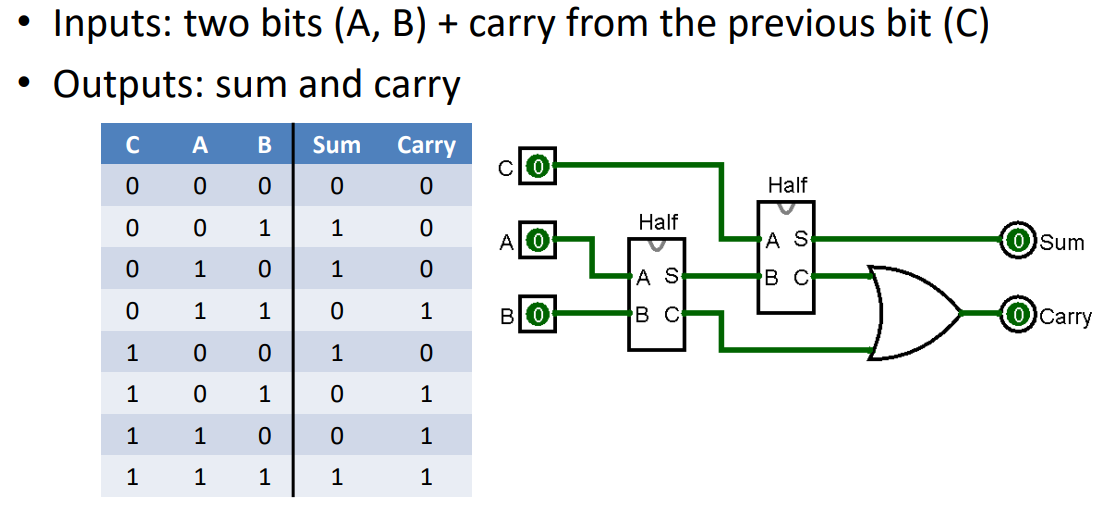 • Inputs: two bits (A, B) + carry from the previous bit (C)
• Outputs: sum and carry
C A B Sum Carry
0 0 0 0 0
0 0 1 1 0
0 1 0 1 0
0 1 1 0 1
1 0 0 1 0
1 0 1 0 1
1 1 0 0 1
1 1 1 1 1
C 0
Half
A 0
Half
A S
B C
B 0
A S
B C
0 Sum
0 Carry